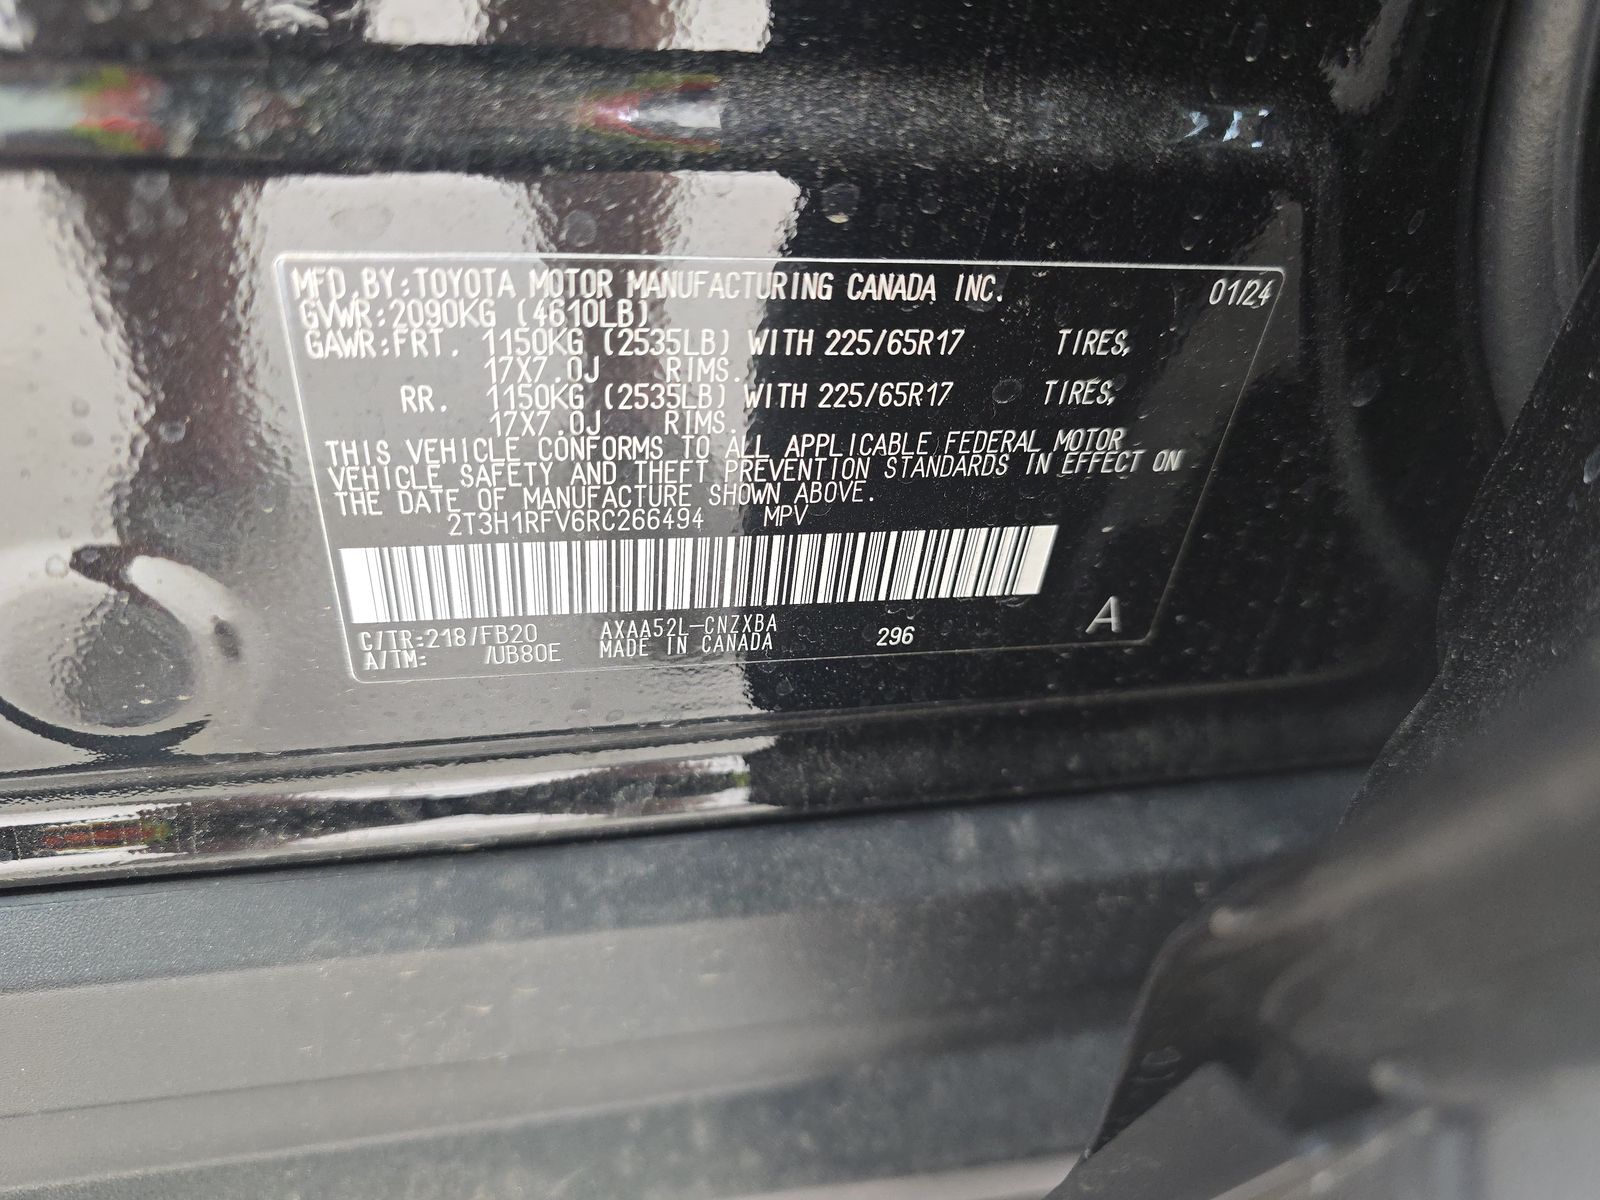 MFD.BY:TOYOTA MOTOR MANUFACTURING CANADA INC. 01/24
GVWR:2090KG (4610LB)
GAWR:FRT. 1150KG (2535LB) WITH 225/65R17 TIRES,
17X7.0J RIMS.
RR. 1150KG (2535LB) WITH 225/65R17 TIRES,
17X7.0J RIMS.
THIS VEHICLE CONFORMS TO ALL APPLICABLE FEDERAL MOTOR
VEHICLE SAFETY AND THEFT PREVENTION STANDARDS IN EFFECT ON
THE DATE OF MANUFACTURE SHOWN ABOVE.
2T3H1RFV6RC266494 MPV
C/TR:218/FB20 AXAA52L-CNZXBA 296 A
A/TM: /UB80E MADE IN CANADA